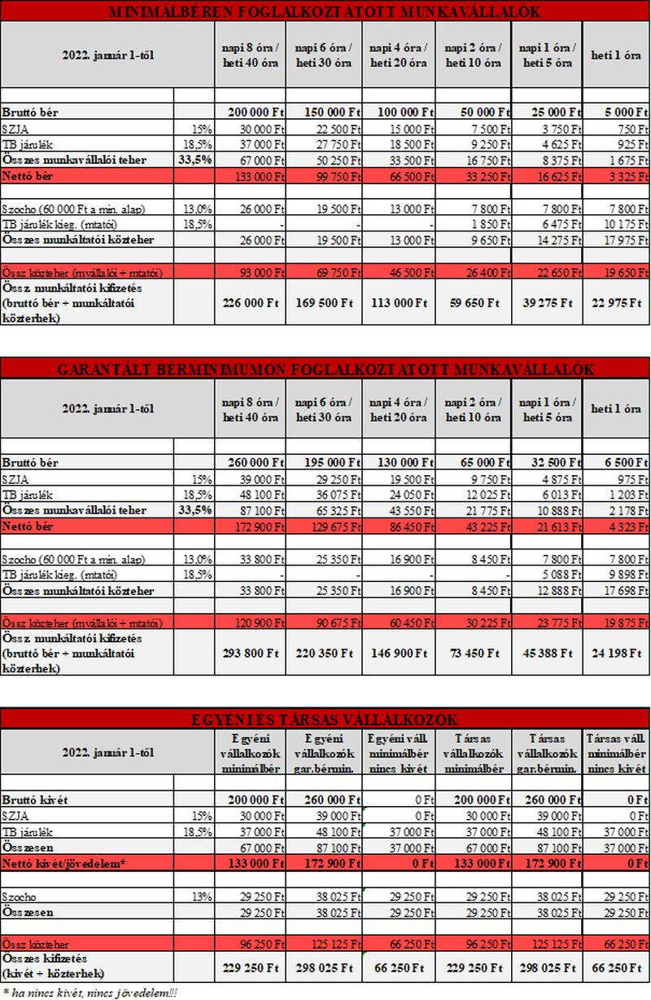 MINIMÁLBÉREN FOGLALKOZTATOTT MUNKAVÁLLALÓK
2022. január 1-től | napi 8 óra / heti 40 óra | napi 6 óra / heti 30 óra | napi 4 óra / heti 20 óra | napi 2 óra / heti 10 óra | napi 1 óra / heti 5 óra | heti 1 óra
Bruttó bér 200 000 Ft 150 000 Ft 100 000 Ft 50 000 Ft 25 000 Ft 5 000 Ft
SZJA 15% 30 000 Ft 22 500 Ft 15 000 Ft 7 500 Ft 3 750 Ft 750 Ft
TB járulék 18,5% 37 000 Ft 27 750 Ft 18 500 Ft 9 250 Ft 4 625 Ft 925 Ft
Összes munkavállalói teher 33,5% 67 000 Ft 50 250 Ft 33 500 Ft 16 750 Ft 8 375 Ft 1 675 Ft
Nettó bér 133 000 Ft 99 750 Ft 66 500 Ft 33 250 Ft 16 625 Ft 3 325 Ft
Szocho (60 000 Ft a min. alap) 13,0% 26 000 Ft 19 500 Ft 13 000 Ft 7 800 Ft 7 800 Ft 7 800 Ft
TB járulék kieg. (mtatói) 18,5% - - - 1 850 Ft 6 475 Ft 10 175 Ft
Összes munkáltatói közteher 26 000 Ft 19 500 Ft 13 000 Ft 9 650 Ft 14 275 Ft 17 975 Ft
Össz közteher (mvállalói + mtatói) 93 000 Ft 69 750 Ft 46 500 Ft 26 400 Ft 22 650 Ft 19 650 Ft
Össz. munkáltatói kifizetés
(bruttó bér + munkáltatói 226 000 Ft 169 500 Ft 113 000 Ft 59 650 Ft 39 275 Ft 22 975 Ft
közterhek)
GARANTÁLT BÉRMINIMUMON FOGLALKOZTATOTT MUNKAVÁLLALÓK
2022. január 1-től | napi 8 óra / heti 40 óra | napi 6 óra / heti 30 óra | napi 4 óra / heti 20 óra | napi 2 óra / heti 10 óra | napi 1 óra / heti 5 óra | heti 1 óra
Bruttó bér 260 000 Ft 195 000 Ft 130 000 Ft 65 000 Ft 32 500 Ft 6 500 Ft
SZJA 15% 39 000 Ft 29 250 Ft 19 500 Ft 9 750 Ft 4 875 Ft 975 Ft
TB járulék 18,5% 48 100 Ft 36 075 Ft 24 050 Ft 12 025 Ft 6 013 Ft 1 203 Ft
Összes munkavállalói teher 33,5% 87 100 Ft 65 325 Ft 43 550 Ft 21 775 Ft 10 888 Ft 2 178 Ft
Nettó bér 172 900 Ft 129 675 Ft 86 450 Ft 43 225 Ft 21 613 Ft 4 323 Ft
Szocho (60 000 Ft a min. alap) 13,0% 33 800 Ft 25 350 Ft 16 900 Ft 8 450 Ft 7 800 Ft 7 800 Ft
TB járulék kieg. (mtatói) 18,5% - - - - 5 088 Ft 9 898 Ft
Összes munkáltatói közteher 33 800 Ft 25 350 Ft 16 900 Ft 8 450 Ft 12 888 Ft 17 698 Ft
Össz közteher (mvállalói + mtatói) 120 900 Ft 90 675 Ft 60 450 Ft 30 225 Ft 23 775 Ft 19 875 Ft
Össz. munkáltatói kifizetés
(bruttó bér + munkáltatói 293 800 Ft 220 350 Ft 146 900 Ft 73 450 Ft 45 388 Ft 24 198 Ft
közterhek)
EGYÉNI ÉS TÁRSAS VÁLLALKOZÓK
2022. január 1-től | Egyéni vállalkozók minimálbér | Egyéni vállalkozók gar.bérmin. | Egyéni váll. minimálbér nincs kivét | Társas vállalkozók minimálbér | Társas vállalkozók gar.bérmin. | Társas váll. minimálbér nincs kivét
Bruttó kivét 200 000 Ft 260 000 Ft 0 Ft 200 000 Ft 260 000 Ft 0 Ft
SZJA 15% 30 000 Ft 39 000 Ft 0 Ft 30 000 Ft 39 000 Ft 0 Ft
TB járulék 18,5% 37 000 Ft 48 100 Ft 37 000 Ft 37 000 Ft 48 100 Ft 37 000 Ft
Összesen 67 000 Ft 87 100 Ft 37 000 Ft 67 000 Ft 87 100 Ft 37 000 Ft
Nettó kivét/jövedelem* 133 000 Ft 172 900 Ft 0 Ft 133 000 Ft 172 900 Ft 0 Ft
Szocho 13% 29 250 Ft 38 025 Ft 29 250 Ft 29 250 Ft 38 025 Ft 29 250 Ft
Összesen 29 250 Ft 38 025 Ft 29 250 Ft 29 250 Ft 38 025 Ft 29 250 Ft
Össz közteher 96 250 Ft 125 125 Ft 66 250 Ft 96 250 Ft 125 125 Ft 66 250 Ft
Összes kifizetés
(kivét + közterhek) 229 250 Ft 298 025 Ft 66 250 Ft 229 250 Ft 298 025 Ft 66 250 Ft
* ha nincs kivét, nincs jövedelem!!!